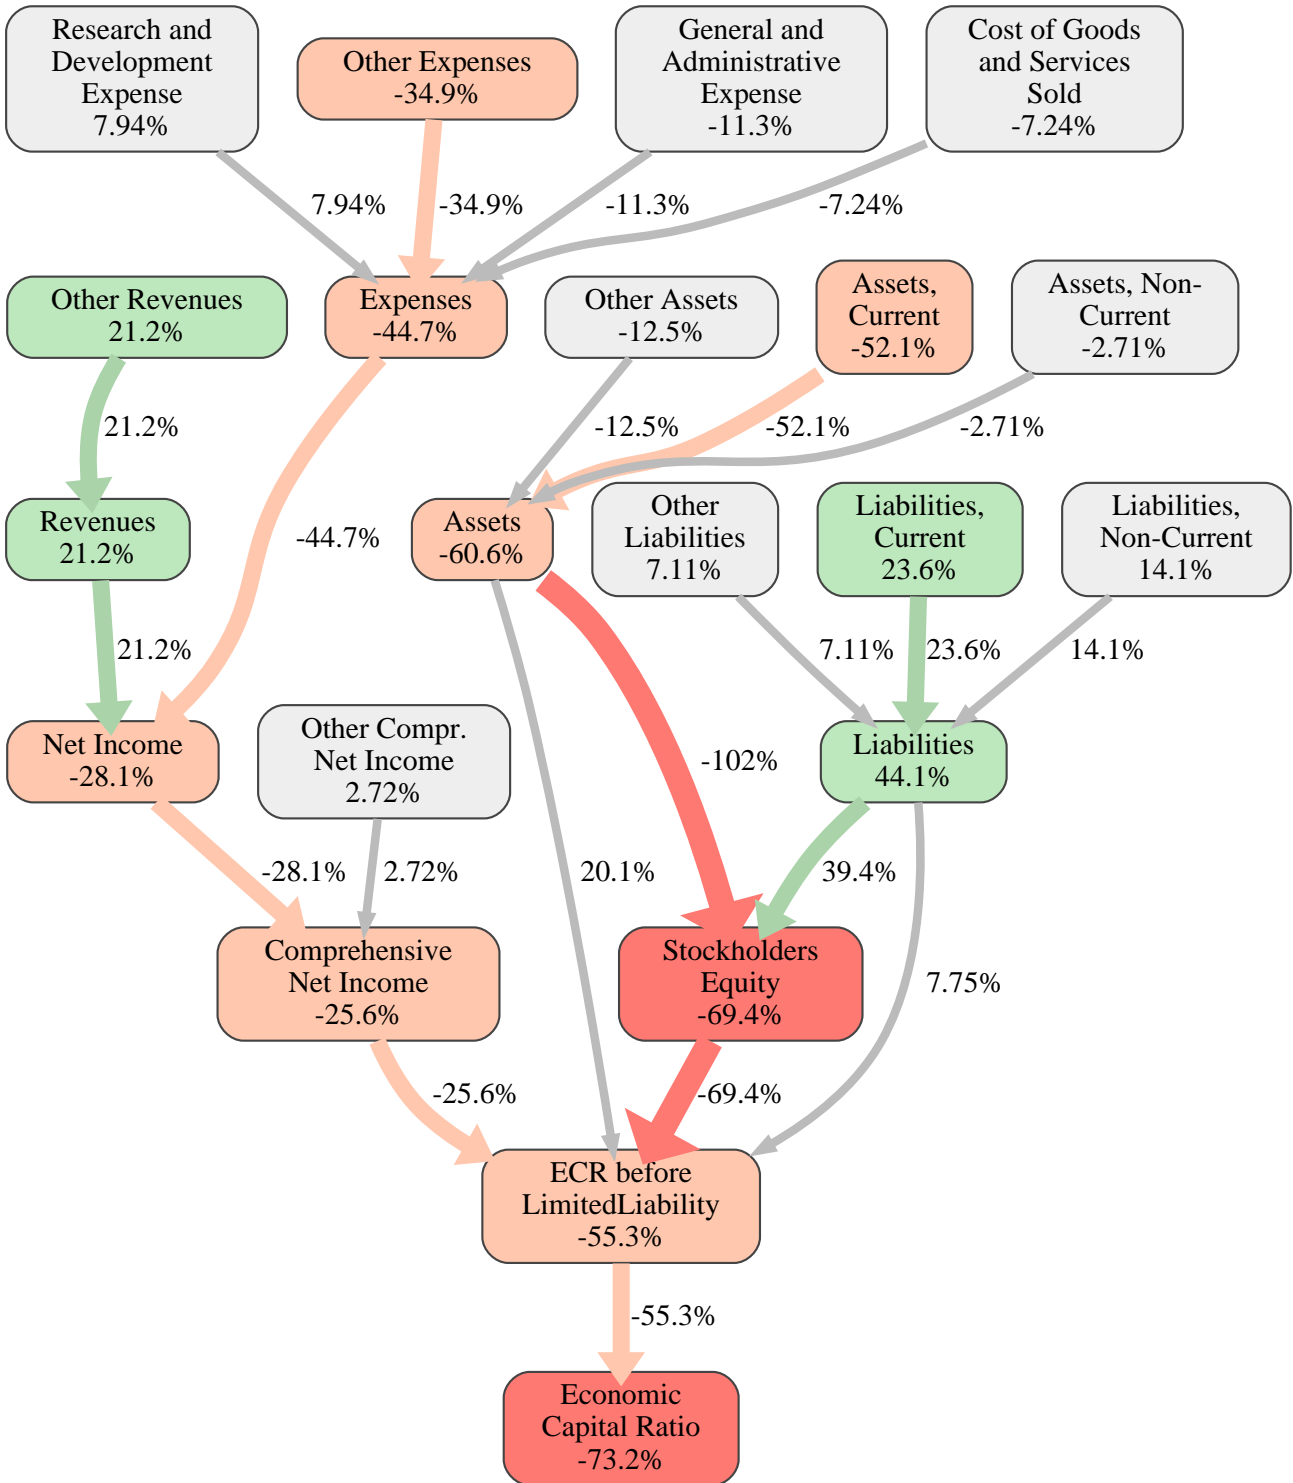 Research and
Development
Expense
7.94%
Other Expenses
-34.9%
General and
Administrative
Expense
-11.3%
Cost of Goods
and Services
Sold
-7.24%
7.94%
-34.9%
-11.3%
-7.24%
Other Revenues
21.2%
Expenses
-44.7%
Other Assets
-12.5%
Assets,
Current
-52.1%
Assets, Non-
Current
-2.71%
21.2%
-12.5%
-52.1%
-2.71%
Revenues
21.2%
-44.7%
Assets
-60.6%
Other
Liabilities
7.11%
Liabilities,
Current
23.6%
Liabilities,
Non-Current
14.1%
21.2%
7.11%
23.6%
14.1%
Net Income
-28.1%
Other Compr.
Net Income
2.72%
-102%
Liabilities
44.1%
-28.1%
2.72%
20.1%
39.4%
Comprehensive
Net Income
-25.6%
Stockholders
Equity
-69.4%
7.75%
-25.6%
-69.4%
ECR before
LimitedLiability
-55.3%
-55.3%
Economic
Capital Ratio
-73.2%